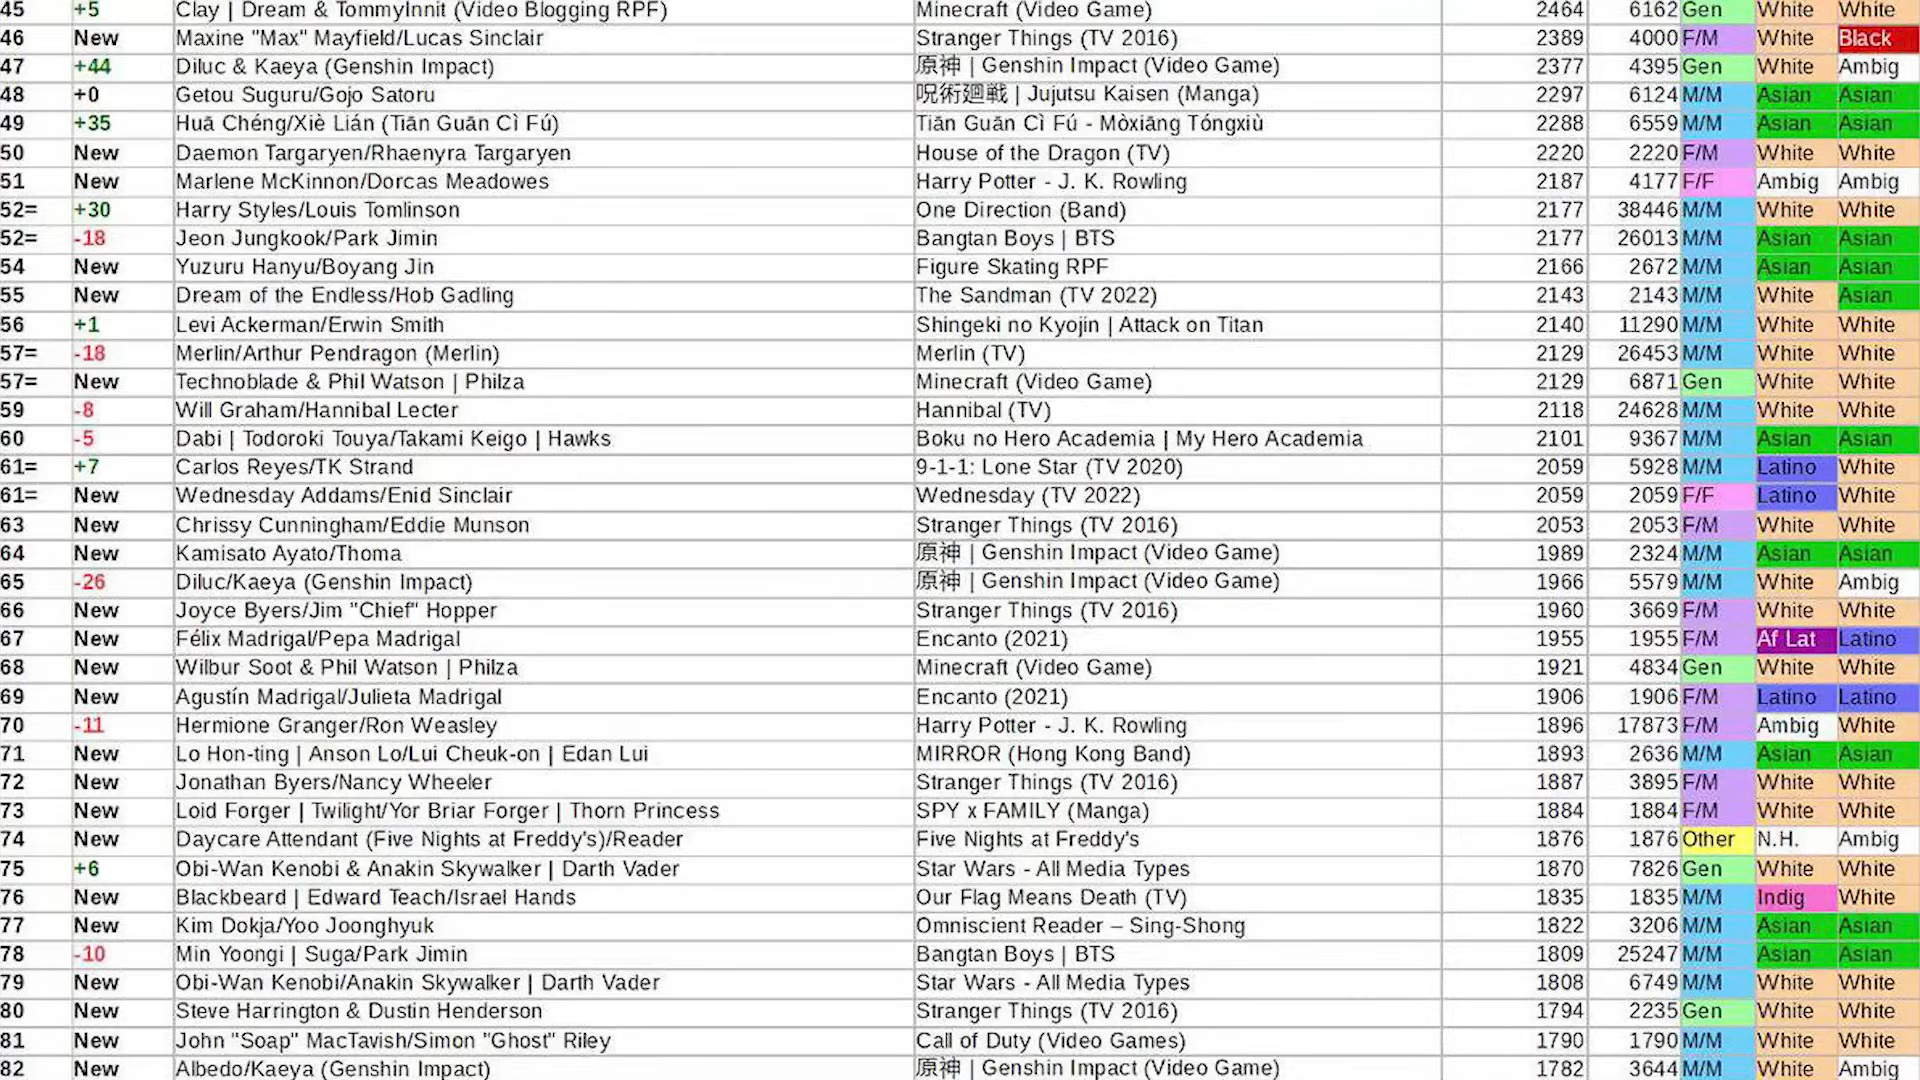 45 +5 Clay | Dream & TommyInnit (Video Blogging RPF) Minecraft (Video Game) 2464 6162 Gen White White
46 New Maxine "Max" Mayfield/Lucas Sinclair Stranger Things (TV 2016) 2389 4000 F/M White Black
47 +44 Diluc & Kaeya (Genshin Impact) 原神 | Genshin Impact (Video Game) 2377 4395 Gen White Ambig
48 +0 Getou Suguru/Gojo Satoru 呪術廻戦 | Jujutsu Kaisen (Manga) 2297 6124 M/M Asian Asian
49 +35 Huā Chéng/Xiè Lián (Tiān Guān Cì Fú) Tiān Guān Cì Fú - Mòxiāng Tóngxiù 2288 6559 M/M Asian Asian
50 New Daemon Targaryen/Rhaenyra Targaryen House of the Dragon (TV) 2220 2220 F/M White White
51 New Marlene McKinnon/Dorcas Meadowes Harry Potter - J. K. Rowling 2187 4177 F/F Ambig Ambig
52= +30 Harry Styles/Louis Tomlinson One Direction (Band) 2177 38446 M/M White White
52= -18 Jeon Jungkook/Park Jimin Bangtan Boys | BTS 2177 26013 M/M Asian Asian
54 New Yuzuru Hanyu/Boyang Jin Figure Skating RPF 2166 2672 M/M Asian Asian
55 New Dream of the Endless/Hob Gadling The Sandman (TV 2022) 2143 2143 M/M White Asian
56 +1 Levi Ackerman/Erwin Smith Shingeki no Kyojin | Attack on Titan 2140 11290 M/M White White
57= -18 Merlin/Arthur Pendragon (Merlin) Merlin (TV) 2129 26453 M/M White White
57= New Technoblade & Phil Watson | Philza Minecraft (Video Game) 2129 6871 Gen White White
59 -8 Will Graham/Hannibal Lecter Hannibal (TV) 2118 24628 M/M White White
60 -5 Dabi | Todoroki Touya/Takami Keigo | Hawks Boku no Hero Academia | My Hero Academia 2101 9367 M/M Asian Asian
61= +7 Carlos Reyes/TK Strand 9-1-1: Lone Star (TV 2020) 2059 5928 M/M Latino White
61= New Wednesday Addams/Enid Sinclair Wednesday (TV 2022) 2059 2059 F/F Latino White
63 New Chrissy Cunningham/Eddie Munson Stranger Things (TV 2016) 2053 2053 F/M White White
64 New Kamisato Ayato/Thoma 原神 | Genshin Impact (Video Game) 1989 2324 M/M Asian Asian
65 -26 Diluc/Kaeya (Genshin Impact) 原神 | Genshin Impact (Video Game) 1966 5579 M/M White Ambig
66 New Joyce Byers/Jim "Chief" Hopper Stranger Things (TV 2016) 1960 3669 F/M White White
67 New Félix Madrigal/Pepa Madrigal Encanto (2021) 1955 1955 F/M Af Lat Latino
68 New Wilbur Soot & Phil Watson | Philza Minecraft (Video Game) 1921 4834 Gen White White
69 New Agustín Madrigal/Julieta Madrigal Encanto (2021) 1906 1906 F/M Latino Latino
70 -11 Hermione Granger/Ron Weasley Harry Potter - J. K. Rowling 1896 17873 F/M Ambig White
71 New Lo Hon-ting | Anson Lo/Lui Cheuk-on | Edan Lui MIRROR (Hong Kong Band) 1893 2636 M/M Asian Asian
72 New Jonathan Byers/Nancy Wheeler Stranger Things (TV 2016) 1887 3895 F/M White White
73 New Loid Forger | Twilight/Yor Briar Forger | Thorn Princess SPY x FAMILY (Manga) 1884 1884 F/M White White
74 New Daycare Attendant (Five Nights at Freddy's)/Reader Five Nights at Freddy's 1876 1876 Other N.H. Ambig
75 +6 Obi-Wan Kenobi & Anakin Skywalker | Darth Vader Star Wars - All Media Types 1870 7826 Gen White White
76 New Blackbeard | Edward Teach/Israel Hands Our Flag Means Death (TV) 1835 1835 M/M Indig White
77 New Kim Dokja/Yoo Joonghyuk Omniscient Reader – Sing-Shong 1822 3206 M/M Asian Asian
78 -10 Min Yoongi | Suga/Park Jimin Bangtan Boys | BTS 1809 25247 M/M Asian Asian
79 New Obi-Wan Kenobi/Anakin Skywalker | Darth Vader Star Wars - All Media Types 1808 6749 M/M White White
80 New Steve Harrington & Dustin Henderson Stranger Things (TV 2016) 1794 2235 Gen White White
81 New John "Soap" MacTavish/Simon "Ghost" Riley Call of Duty (Video Games) 1790 1790 M/M White White
82 New Albedo/Kaeya (Genshin Impact) 原神 | Genshin Impact (Video Game) 1782 3644 M/M White Ambig